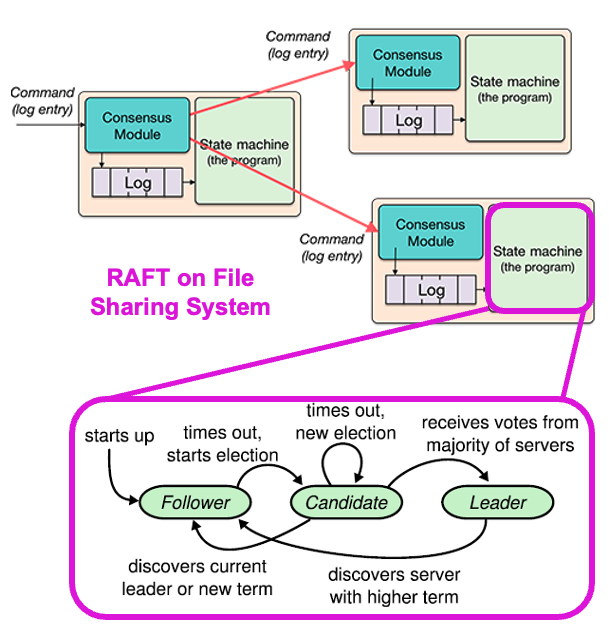 Command
(log entry)
Consensus
Module
State machine
(the program)
Log
Command
(log entry)
Consensus
Module
State machine
(the program)
Log
Command
(log entry)
Consensus
Module
State machine
(the program)
Log
RAFT on File
Sharing System
starts up
times out,
starts election
times out,
new election
receives votes from
majority of servers
Follower
Candidate
Leader
discovers current
leader or new term
discovers server
with higher term